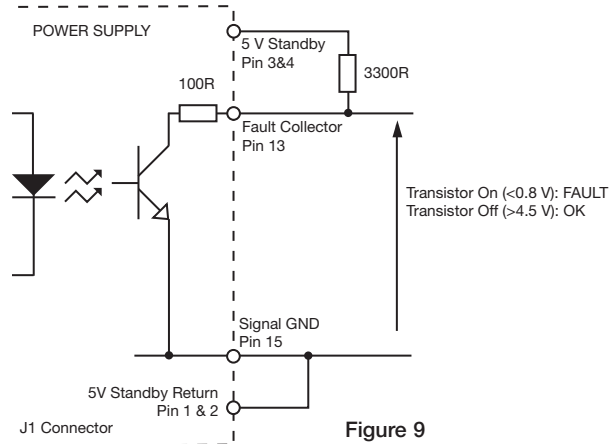 POWER SUPPLY
5 V Standby
Pin 3&4
3300R
100R
Fault Collector
Pin 13
Transistor On (<0.8 V): FAULT
Transistor Off (>4.5 V): OK
Signal GND
Pin 15
5V Standby Return
Pin 1 & 2
J1 Connector
Figure 9